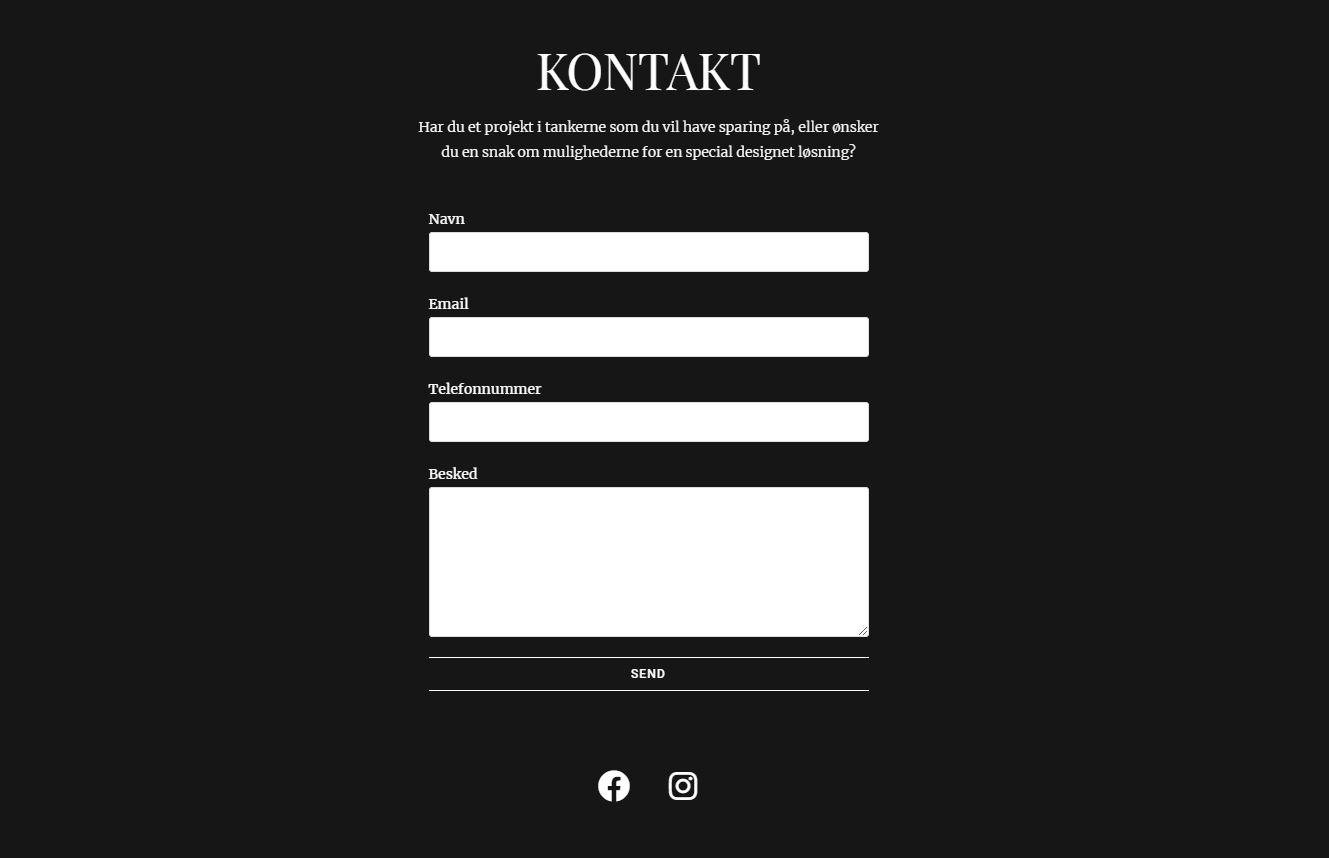 KONTAKT
Har du et projekt i tankerne som du vil have sparing på, eller ønsker
du en snak om mulighederne for en special designet løsning?
Navn
Email
Telefonnummer
Besked
SEND